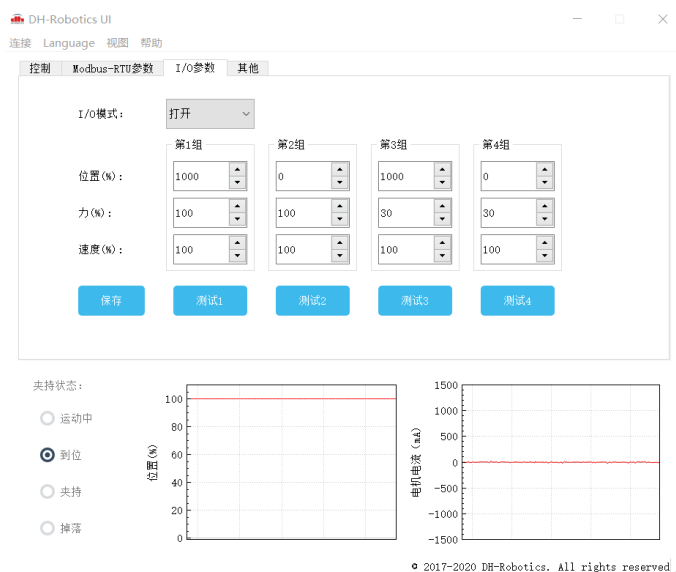 DH-Robotics UI
连接 Language 视图 帮助
控制 Modbus-RTU参数 I/O参数 其他
I/O模式: 打开
第1组 第2组 第3组 第4组
位置(%): 1000 0 1000 0
力(%): 100 100 30 30
速度(%): 100 100 100 100
保存 测试1 测试2 测试3 测试4
夹持状态:
运动中
到位
夹持
掉落
位置(%)
100
80
60
40
20
0
电机电流 (mA)
1500
1000
500
0
-500
-1000
-1500
© 2017-2020 DH-Robotics. All rights reserved